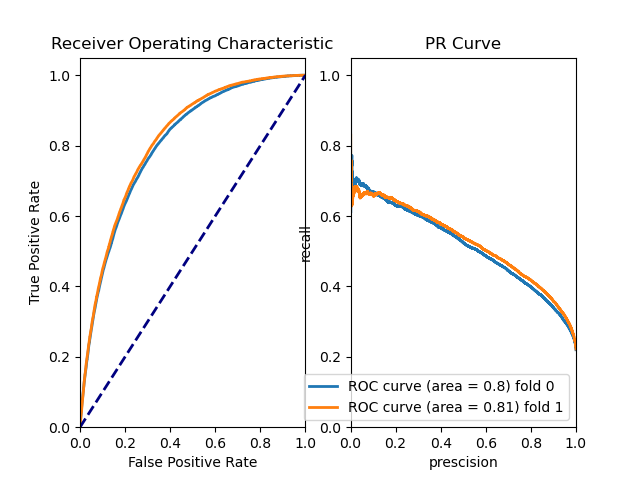 Receiver Operating Characteristic
PR Curve
1.0
0.8
0.6
0.4
0.2
0.0
True Positive Rate
0.0 0.2 0.4 0.6 0.8 1.0
False Positive Rate
1.0
0.8
0.6
0.4
0.2
0.0
recall
0.0 0.2 0.4 0.6 0.8 1.0
prescision
ROC curve (area = 0.8) fold 0
ROC curve (area = 0.81) fold 1